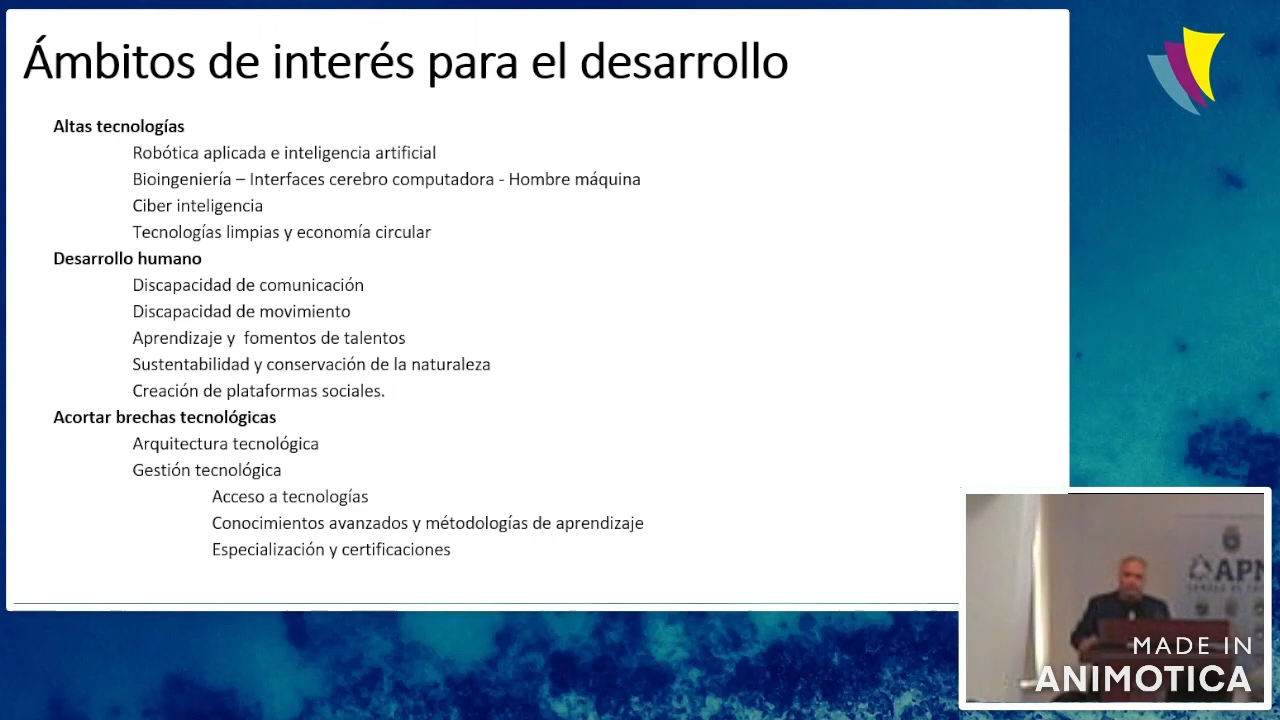 Ámbitos de interés para el desarrollo
Altas tecnologías
Robótica aplicada e inteligencia artificial
Bioingeniería – Interfaces cerebro computadora - Hombre máquina
Ciber inteligencia
Tecnologías limpias y economía circular
Desarrollo humano
Discapacidad de comunicación
Discapacidad de movimiento
Aprendizaje y  fomentos de talentos
Sustentabilidad y conservación de la naturaleza
Creación de plataformas sociales.
Acortar brechas tecnológicas
Arquitectura tecnológica
Gestión tecnológica
Acceso a tecnologías
Conocimientos avanzados y métodologías de aprendizaje
Especialización y certificaciones
MADE IN
ANIMOTICA